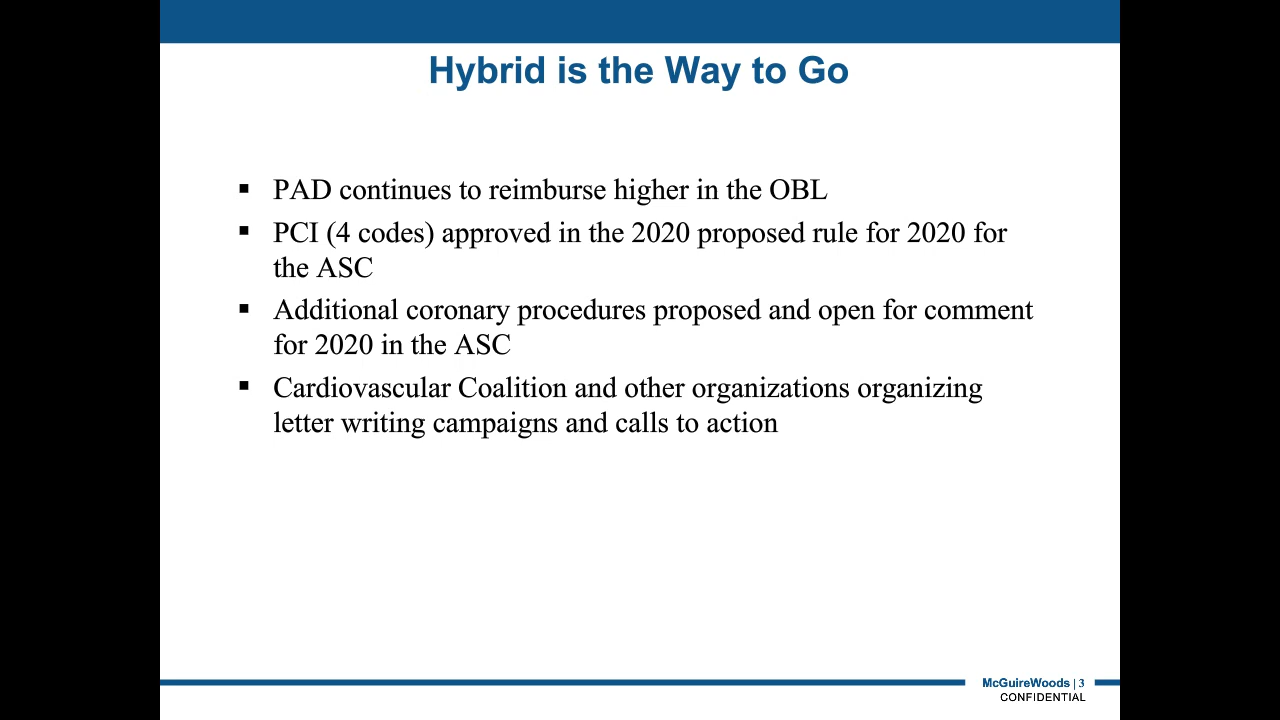 Hybrid is the Way to Go
▪ PAD continues to reimburse higher in the OBL
▪ PCI (4 codes) approved in the 2020 proposed rule for 2020 for
the ASC
▪ Additional coronary procedures proposed and open for comment
for 2020 in the ASC
▪ Cardiovascular Coalition and other organizations organizing
letter writing campaigns and calls to action
McGuireWoods | 3
CONFIDENTIAL